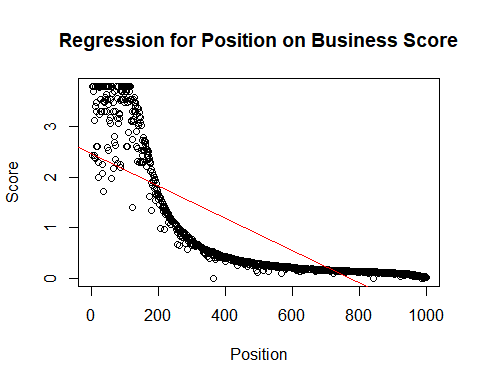 Regression for Position on Business Score
Score
3
2
1
0
0 200 400 600 800 1000
Position